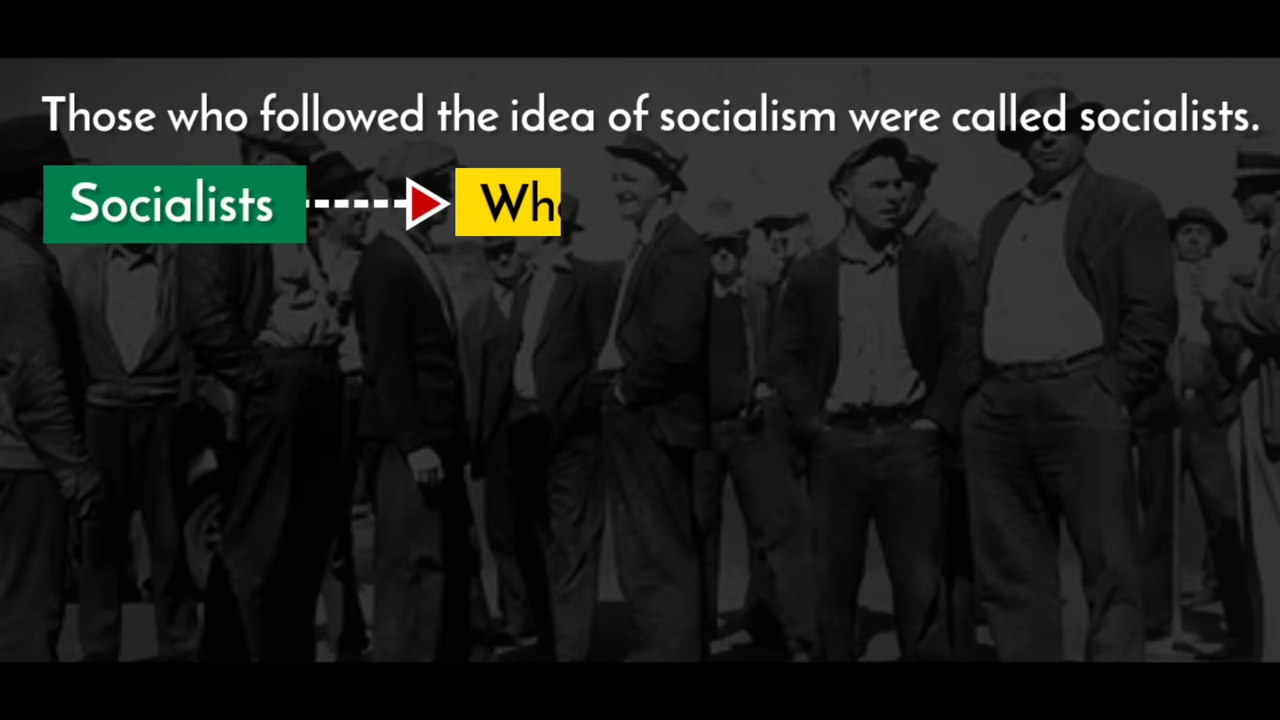 Those who followed the idea of socialism were called socialists.
Socialists